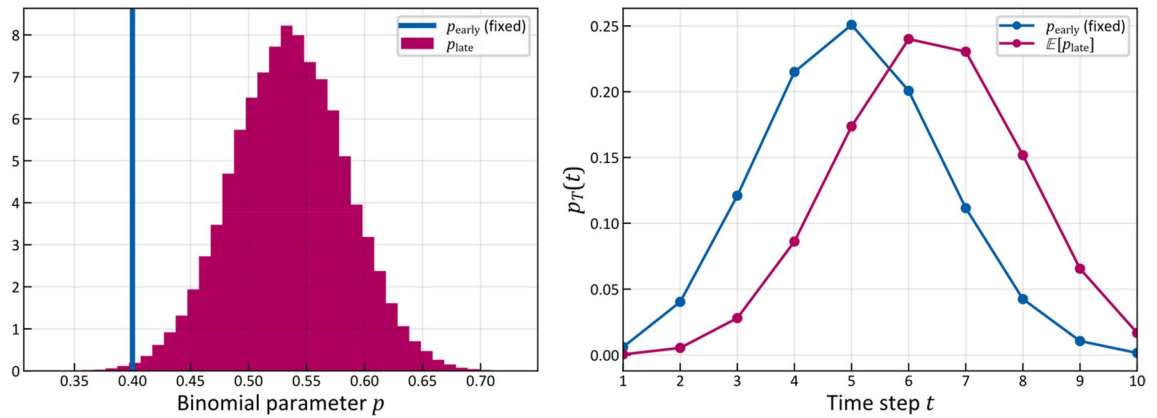 8
7
6
5
4
3
2
1
0
p_early (fixed)
p_late
0.35 0.40 0.45 0.50 0.55 0.60 0.65 0.70
Binomial parameter p
p_T(t)
0.25
0.20
0.15
0.10
0.05
0.00
p_early (fixed)
𝔼[p_late]
1 2 3 4 5 6 7 8 9 10
Time step t